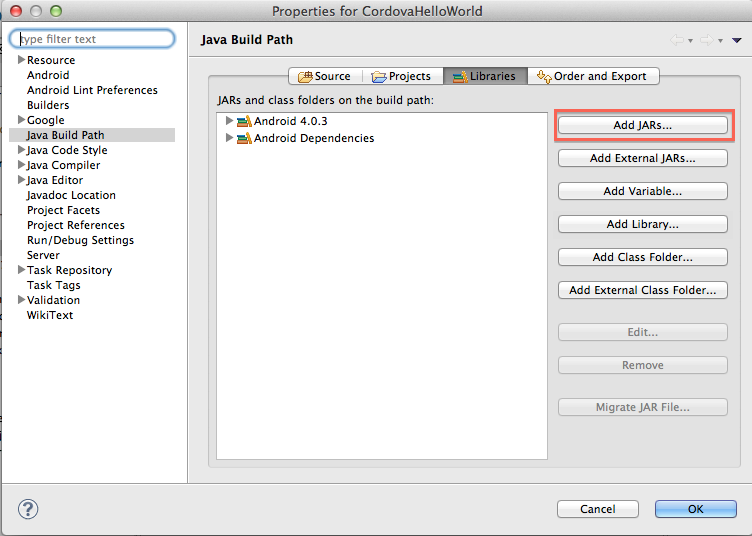 Properties for CordovaHelloWorld
type filter text
Resource
Android
Android Lint Preferences
Builders
Google
Java Build Path
Java Code Style
Java Compiler
Java Editor
Javadoc Location
Project Facets
Project References
Run/Debug Settings
Server
Task Repository
Task Tags
Validation
WikiText
Java Build Path
Source Projects Libraries Order and Export
JARs and class folders on the build path:
Android 4.0.3
Android Dependencies
Add JARs...
Add External JARs...
Add Variable...
Add Library...
Add Class Folder...
Add External Class Folder...
Edit...
Remove
Migrate JAR File...
?
Cancel OK